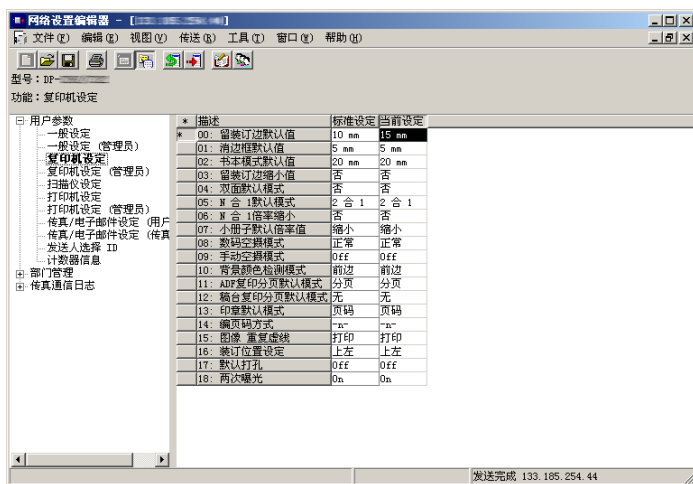 网络设置编辑器 - [
文件(F) 编辑(E) 视图(V) 传送(R) 工具(T) 窗口(W) 帮助(H)
型号：DP-
功能：复印机设定
用户参数
一般设定
一般设定 (管理员)
复印机设定
复印机设定 (管理员)
扫描仪设定
打印机设定
打印机设定 (管理员)
传真/电子邮件设定 (用户
传真/电子邮件设定 (传真
发送人选择 ID
计数器信息
部门管理
传真通信日志
* 描述 标准设定 当前设定
* 00: 留装订边默认值 10 mm 15 mm
01: 消边框默认值 5 mm 5 mm
02: 书本模式默认值 20 mm 20 mm
03: 留装订边缩小值 否 否
04: 双面默认模式 否 否
05: N 合 1默认模式 2 合 1 2 合 1
06: N 合 1倍率缩小 否 否
07: 小册子默认倍率值 缩小 缩小
08: 数码空摄模式 正常 正常
09: 手动空摄模式 Off Off
10: 背景颜色检测模式 前边 前边
11: ADF复印分页默认模式 分页 分页
12: 稿台复印分页默认模式 无 无
13: 印章默认模式 页码 页码
14: 编页码方式 -n- -n-
15: 图像 重复虚线 打印 打印
16: 装订位置设定 上左 上左
17: 默认打孔 Off Off
18: 两次曝光 On On
发送完成 133.185.254.44